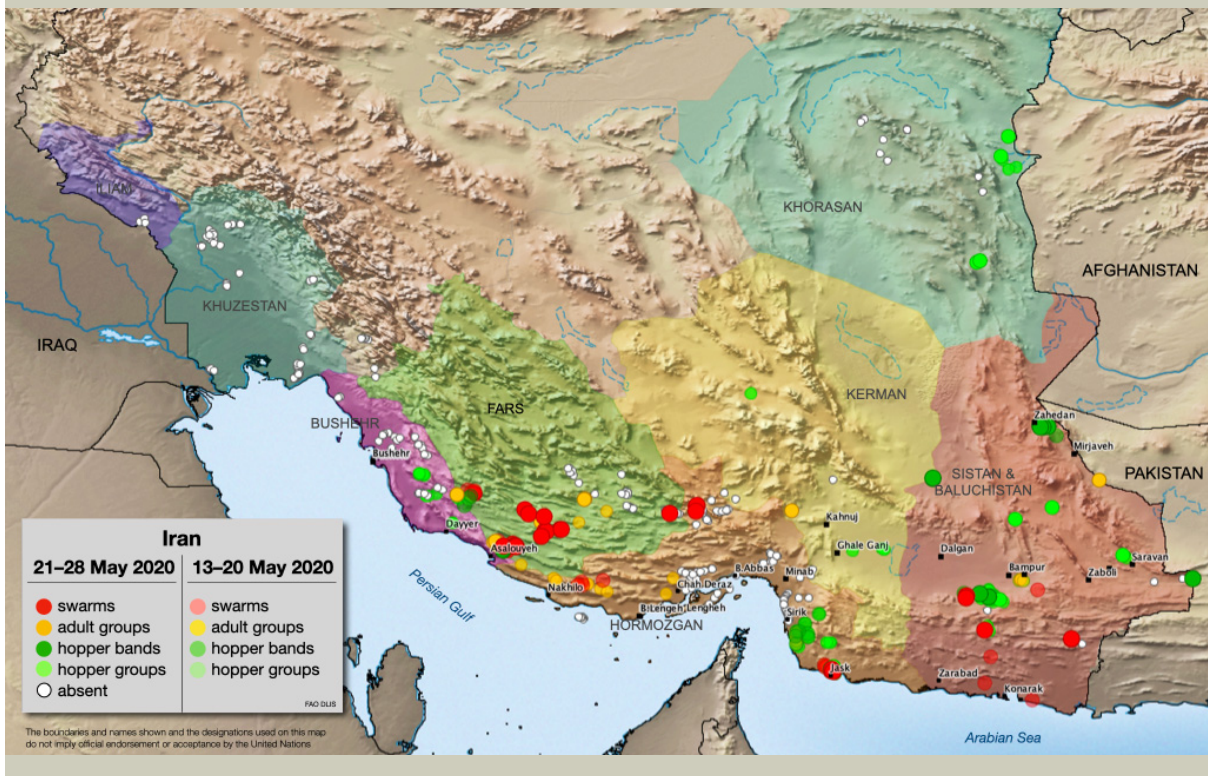 ILIAM
KHORASAN
AFGHANISTAN
KHUZESTAN
IRAQ
KERMAN
FARS
BUSHEHR
Zahedan
Bushehr
Mirjaveh
SISTAN &
BALUCHISTAN
PAKISTAN
Dayyer
Kahnuj
Asalouyeh
Ghale Ganj
Dalgan
Saravan
B.Abbas
Minab
Bampur
Zaboli
Nakhilo
Chah.Deraz
Persian Gulf
B.Lengeh
Lengheh
Sirik
HORMOZGAN
Jask
Zarabad
Konarak
Arabian Sea
Iran
21–28 May 2020
13–20 May 2020
swarms
swarms
adult groups
adult groups
hopper bands
hopper bands
hopper groups
hopper groups
absent
FAO DLIS
The boundaries and names shown and the designations used on this map
do not imply official endorsement or acceptance by the United Nations